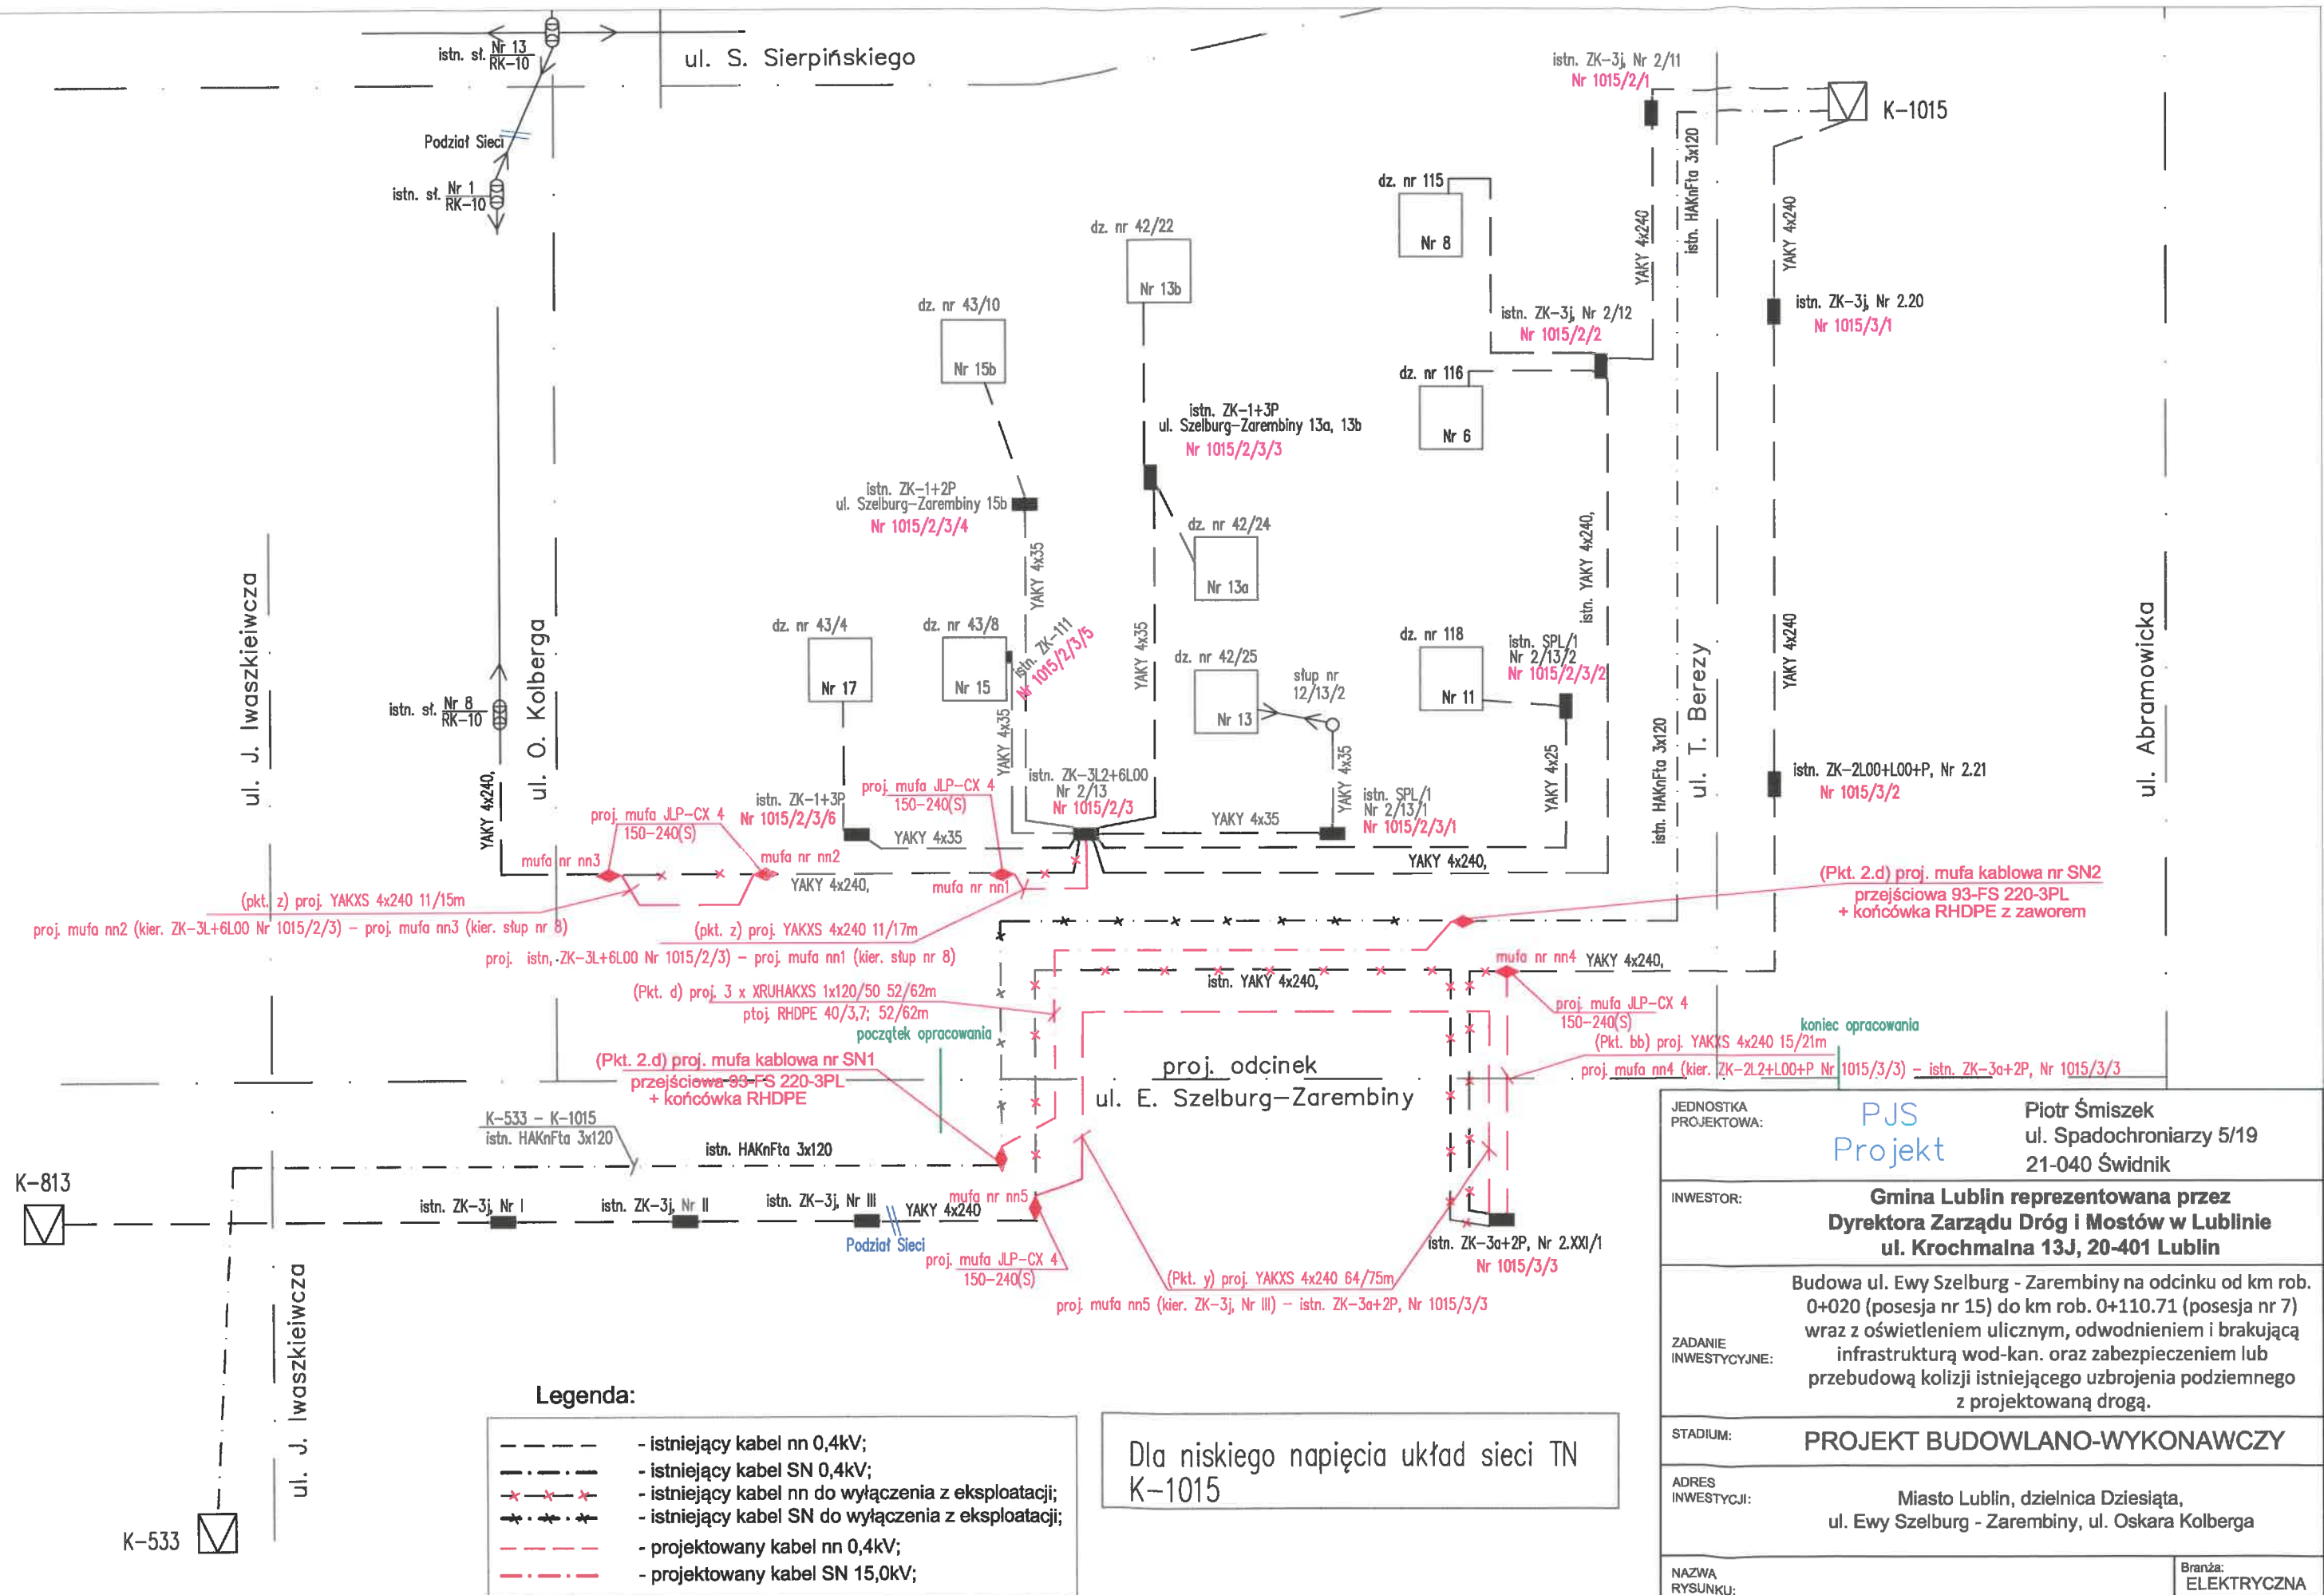 ul. S. Sierpińskiego
istn. sł. Nr 13
RK-10
Podział Sieci
istn. sł. Nr 1
RK-10
istn. ZK-3j, Nr 2/11
Nr 1015/2/1
K-1015
istn. HAKnFta 3x120
YAKY 4x240
YAKY 4x240
dz. nr 115
Nr 8
dz. nr 42/22
Nr 13b
dz. nr 43/10
Nr 15b
istn. ZK-3j, Nr 2/12
Nr 1015/2/2
istn. ZK-3j, Nr 2.20
Nr 1015/3/1
dz. nr 116
Nr 6
istn. ZK-1+3P
ul. Szelburg-Zarembiny 13a, 13b
Nr 1015/2/3/3
istn. ZK-1+2P
ul. Szelburg-Zarembiny 15b
Nr 1015/2/3/4
dz. nr 42/24
Nr 13a
YAKY 4x35
istn. YAKY 4x240,
ul. J. Iwaszkieiwcza
ul. O. Kolberga
dz. nr 43/4
Nr 17
dz. nr 43/8
Nr 15
istn. ZK-111
Nr 1015/2/3/5
YAKY 4x35
dz. nr 42/25
Nr 13
słup nr
12/13/2
dz. nr 118
Nr 11
istn. SPL/1
Nr 2/13/2
Nr 1015/2/3/2
ul. T. Berezy
YAKY 4x240
ul. Abramowicka
istn. sł. Nr 8
RK-10
YAKY 4x240,
YAKY 4x35
YAKY 4x35
YAKY 4x25
istn. HAKnFta 3x120
istn. ZK-2L00+L00+P, Nr 2.21
Nr 1015/3/2
istn. ZK-3L2+6L00
Nr 2/13
Nr 1015/2/3
proj. mufa JLP-CX 4
150-240(S)
istn. ZK-1+3P
Nr 1015/2/3/6
proj. mufa JLP-CX 4
150-240(S)
istn. SPL/1
Nr 2/13/1
Nr 1015/2/3/1
YAKY 4x35
YAKY 4x35
mufa nr nn3
mufa nr nn2
YAKY 4x240,
mufa nr nn1
YAKY 4x240,
(Pkt. 2.d) proj. mufa kablowa nr SN2
przejściowa 93-FS 220-3PL
+ końcówka RHDPE z zaworem
(pkt. z) proj. YAKXS 4x240 11/15m
proj. mufa nn2 (kier. ZK-3L+6L00 Nr 1015/2/3) - proj. mufa nn3 (kier. słup nr 8)
(pkt. z) proj. YAKXS 4x240 11/17m
proj. istn, ZK-3L+6L00 Nr 1015/2/3) - proj. mufa nn1 (kier. słup nr 8)
mufa nr nn4 YAKY 4x240,
istn. YAKY 4x240,
(Pkt. d) proj. 3 x XRUHAKXS 1x120/50 52/62m
ptoj. RHDPE 40/3,7; 52/62m
proj. mufa JLP-CX 4
150-240(S)
początek opracowania
koniec opracowania
(Pkt. bb) proj. YAKXS 4x240 15/21m
proj. mufa nn4 (kier. ZK-2L2+L00+P Nr 1015/3/3) - istn. ZK-3a+2P, Nr 1015/3/3
(Pkt. 2.d) proj. mufa kablowa nr SN1
przejściowa 93-FS 220-3PL
+ końcówka RHDPE
proj. odcinek
ul. E. Szelburg-Zarembiny
K-533 - K-1015
istn. HAKnFta 3x120
istn. HAKnFta 3x120
K-813
istn. ZK-3j, Nr I
istn. ZK-3j, Nr II
istn. ZK-3j, Nr III
YAKY 4x240
mufa nr nn5
Podział Sieci
proj. mufa JLP-CX 4
150-240(S)
istn. ZK-3a+2P, Nr 2.XXI/1
Nr 1015/3/3
(Pkt. y) proj. YAKXS 4x240 64/75m
proj. mufa nn5 (kier. ZK-3j, Nr III) - istn. ZK-3a+2P, Nr 1015/3/3
ul. J. Iwaszkieiwcza
K-533
Legenda:
- istniejący kabel nn 0,4kV;
- istniejący kabel SN 0,4kV;
- istniejący kabel nn do wyłączenia z eksploatacji;
- istniejący kabel SN do wyłączenia z eksploatacji;
- projektowany kabel nn 0,4kV;
- projektowany kabel SN 15,0kV;
Dla niskiego napięcia układ sieci TN
K-1015
JEDNOSTKA
PROJEKTOWA:
PJS
Projekt
Piotr Śmiszek
ul. Spadochroniarzy 5/19
21-040 Świdnik
INWESTOR:
Gmina Lublin reprezentowana przez
Dyrektora Zarządu Dróg i Mostów w Lublinie
ul. Krochmalna 13J, 20-401 Lublin
ZADANIE
INWESTYCYJNE:
Budowa ul. Ewy Szelburg - Zarembiny na odcinku od km rob.
0+020 (posesja nr 15) do km rob. 0+110.71 (posesja nr 7)
wraz z oświetleniem ulicznym, odwodnieniem i brakującą
infrastrukturą wod-kan. oraz zabezpieczeniem lub
przebudową kolizji istniejącego uzbrojenia podziemnego
z projektowaną drogą.
STADIUM:
PROJEKT BUDOWLANO-WYKONAWCZY
ADRES
INWESTYCJI:
Miasto Lublin, dzielnica Dziesiąta,
ul. Ewy Szelburg - Zarembiny, ul. Oskara Kolberga
NAZWA
RYSUNKU:
Branża:
ELEKTRYCZNA